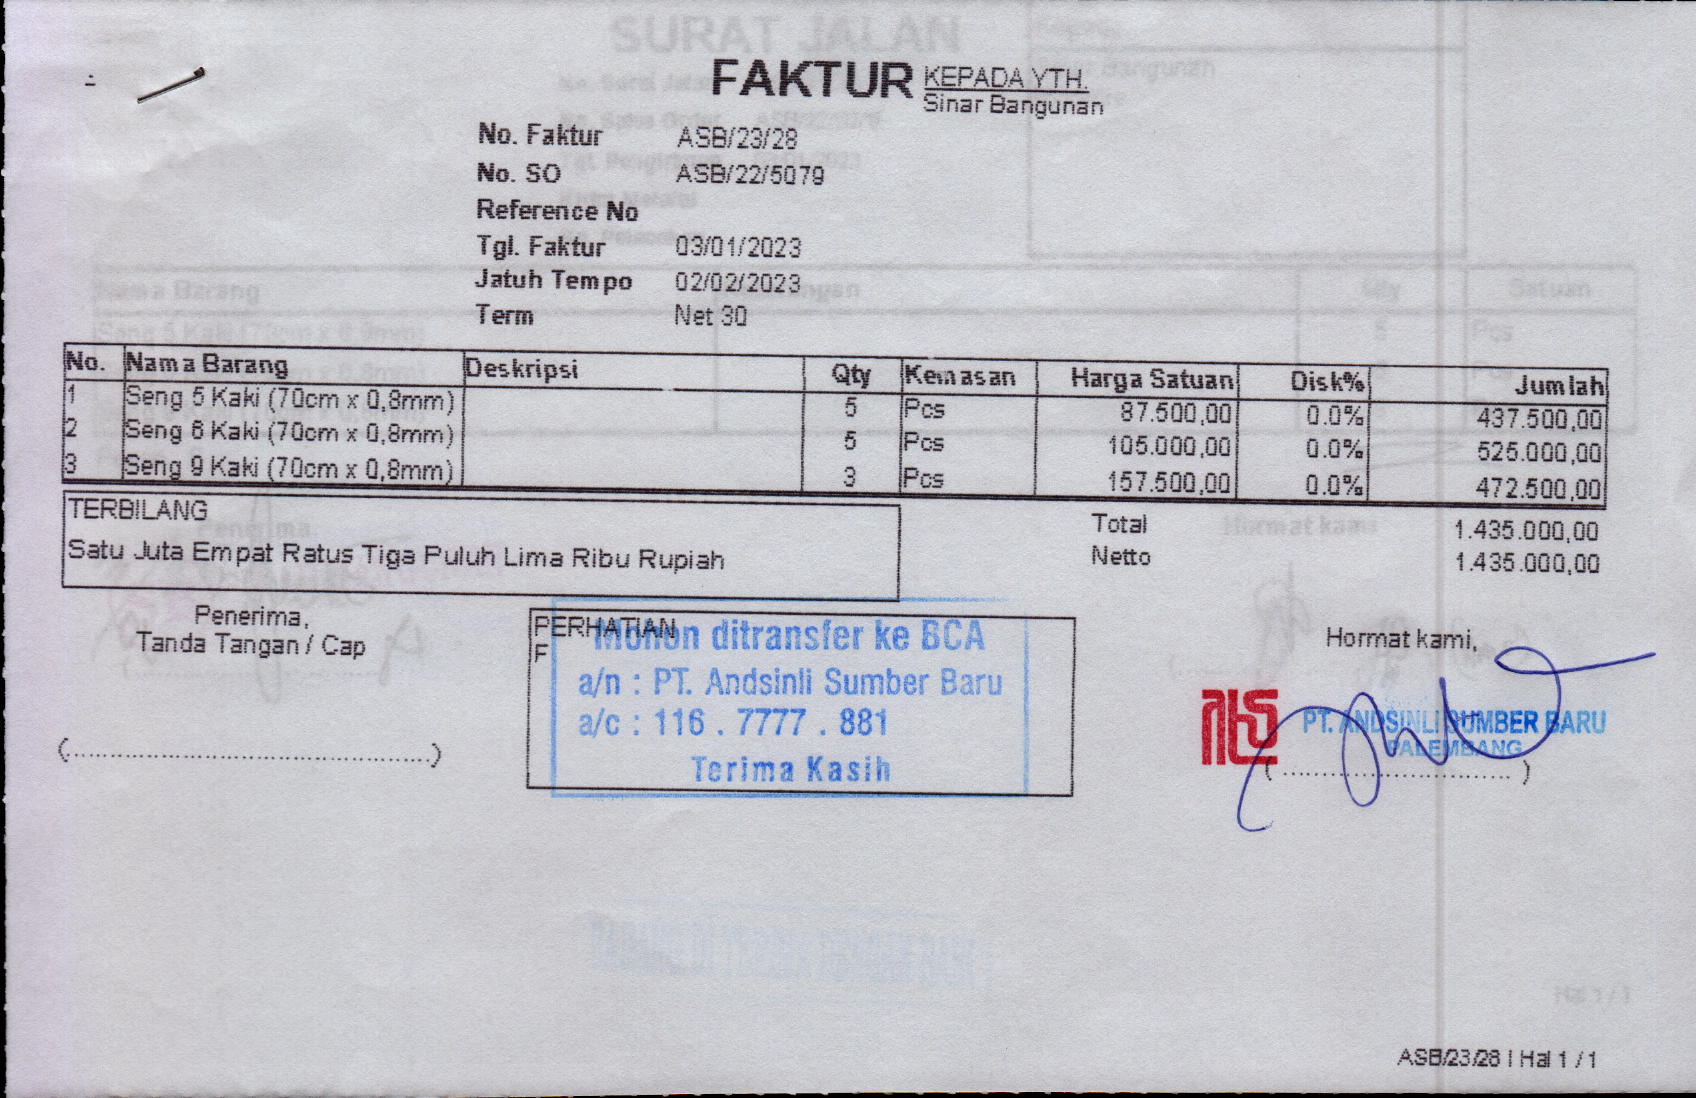 SURAT JALAN
FAKTUR KEPADA YTH.
Sinar Bangunan
No. Faktur ASB/23/28
No. SO ASB/22/5079
Reference No
Tgl. Faktur 03/01/2023
Jatuh Tempo 02/02/2023
Term Net 30
No. Nama Barang Deskripsi Qty Kemasan Harga Satuan Disk% Jumlah
1 Seng 5 Kaki (70cm x 0,8mm) 5 Pcs 87.500,00 0.0% 437.500,00
2 Seng 6 Kaki (70cm x 0,8mm) 5 Pcs 105.000,00 0.0% 525.000,00
3 Seng 9 Kaki (70cm x 0,8mm) 3 Pcs 157.500,00 0.0% 472.500,00
TERBILANG
Satu Juta Empat Ratus Tiga Puluh Lima Ribu Rupiah
Total 1.435.000,00
Netto 1.435.000,00
Penerima,
Tanda Tangan / Cap
(..........................................)
PERHATIAN
F
Mohon ditransfer ke BCA
a/n : PT. Andsinli Sumber Baru
a/c : 116 . 7777 . 881
Terima Kasih
Hormat kami,
PT. ANDSINLI SUMBER BARU
PALEMBANG
( .............................. )
Hal 1 / 1
ASB/23/28 | Hal 1 / 1